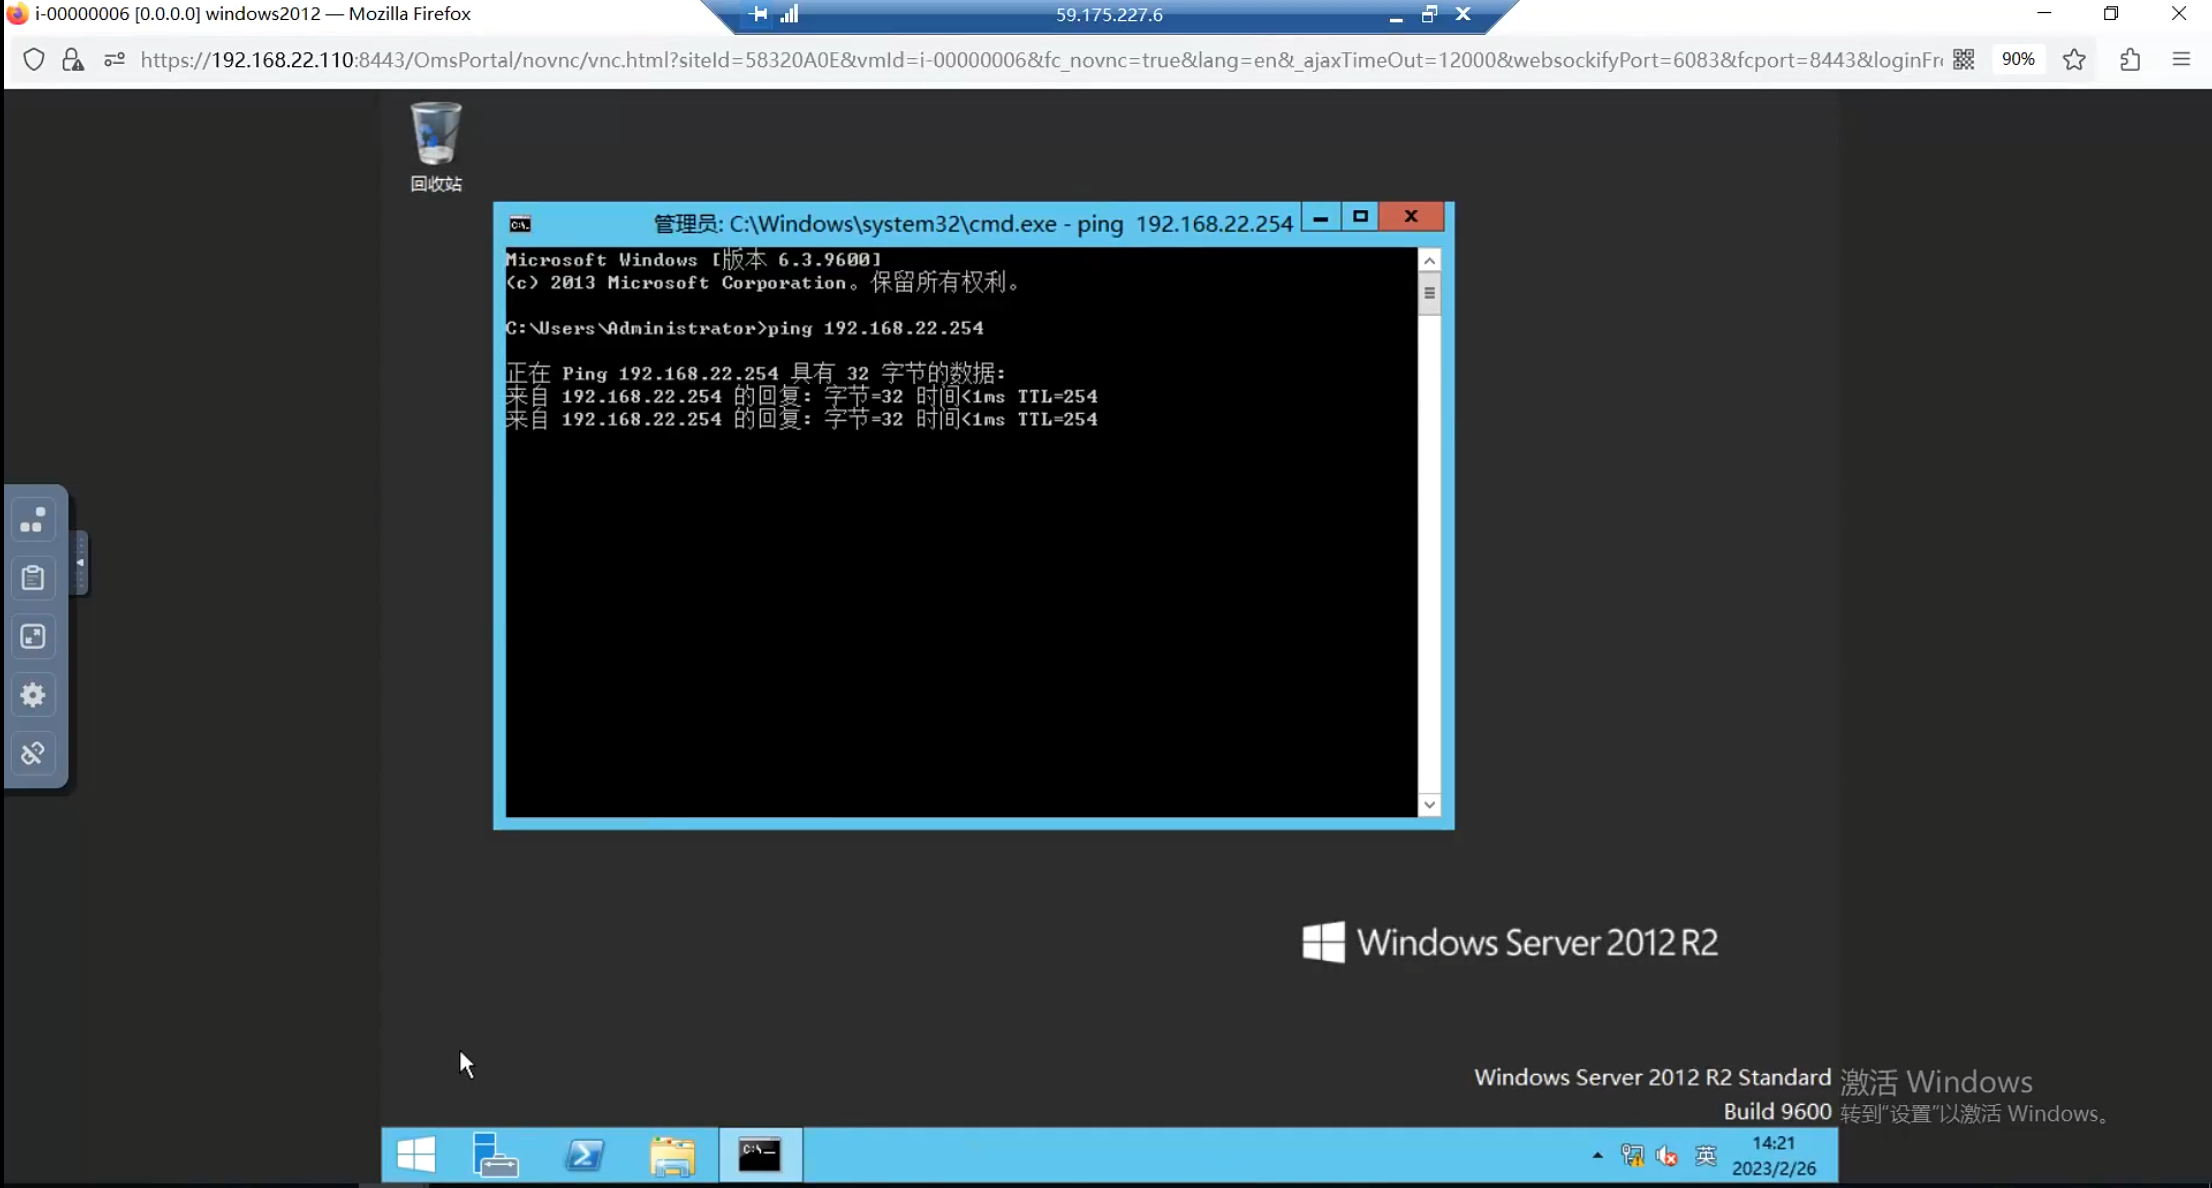 i-00000006 [0.0.0.0] windows2012 — Mozilla Firefox
59.175.227.6
https://192.168.22.110:8443/OmsPortal/novnc/vnc.html?siteId=58320A0E&vmId=i-00000006&fc_novnc=true&lang=en&_ajaxTimeOut=12000&websockifyPort=6083&fcport=8443&loginFr
90%
回收站
管理员: C:\Windows\system32\cmd.exe - ping 192.168.22.254
Microsoft Windows [版本 6.3.9600]
(c) 2013 Microsoft Corporation。保留所有权利。
C:\Users\Administrator>ping 192.168.22.254
正在 Ping 192.168.22.254 具有 32 字节的数据:
来自 192.168.22.254 的回复: 字节=32 时间<1ms TTL=254
来自 192.168.22.254 的回复: 字节=32 时间<1ms TTL=254
Windows Server 2012 R2
Windows Server 2012 R2 Standard
Build 9600
激活 Windows
转到“设置”以激活 Windows。
英
14:21
2023/2/26